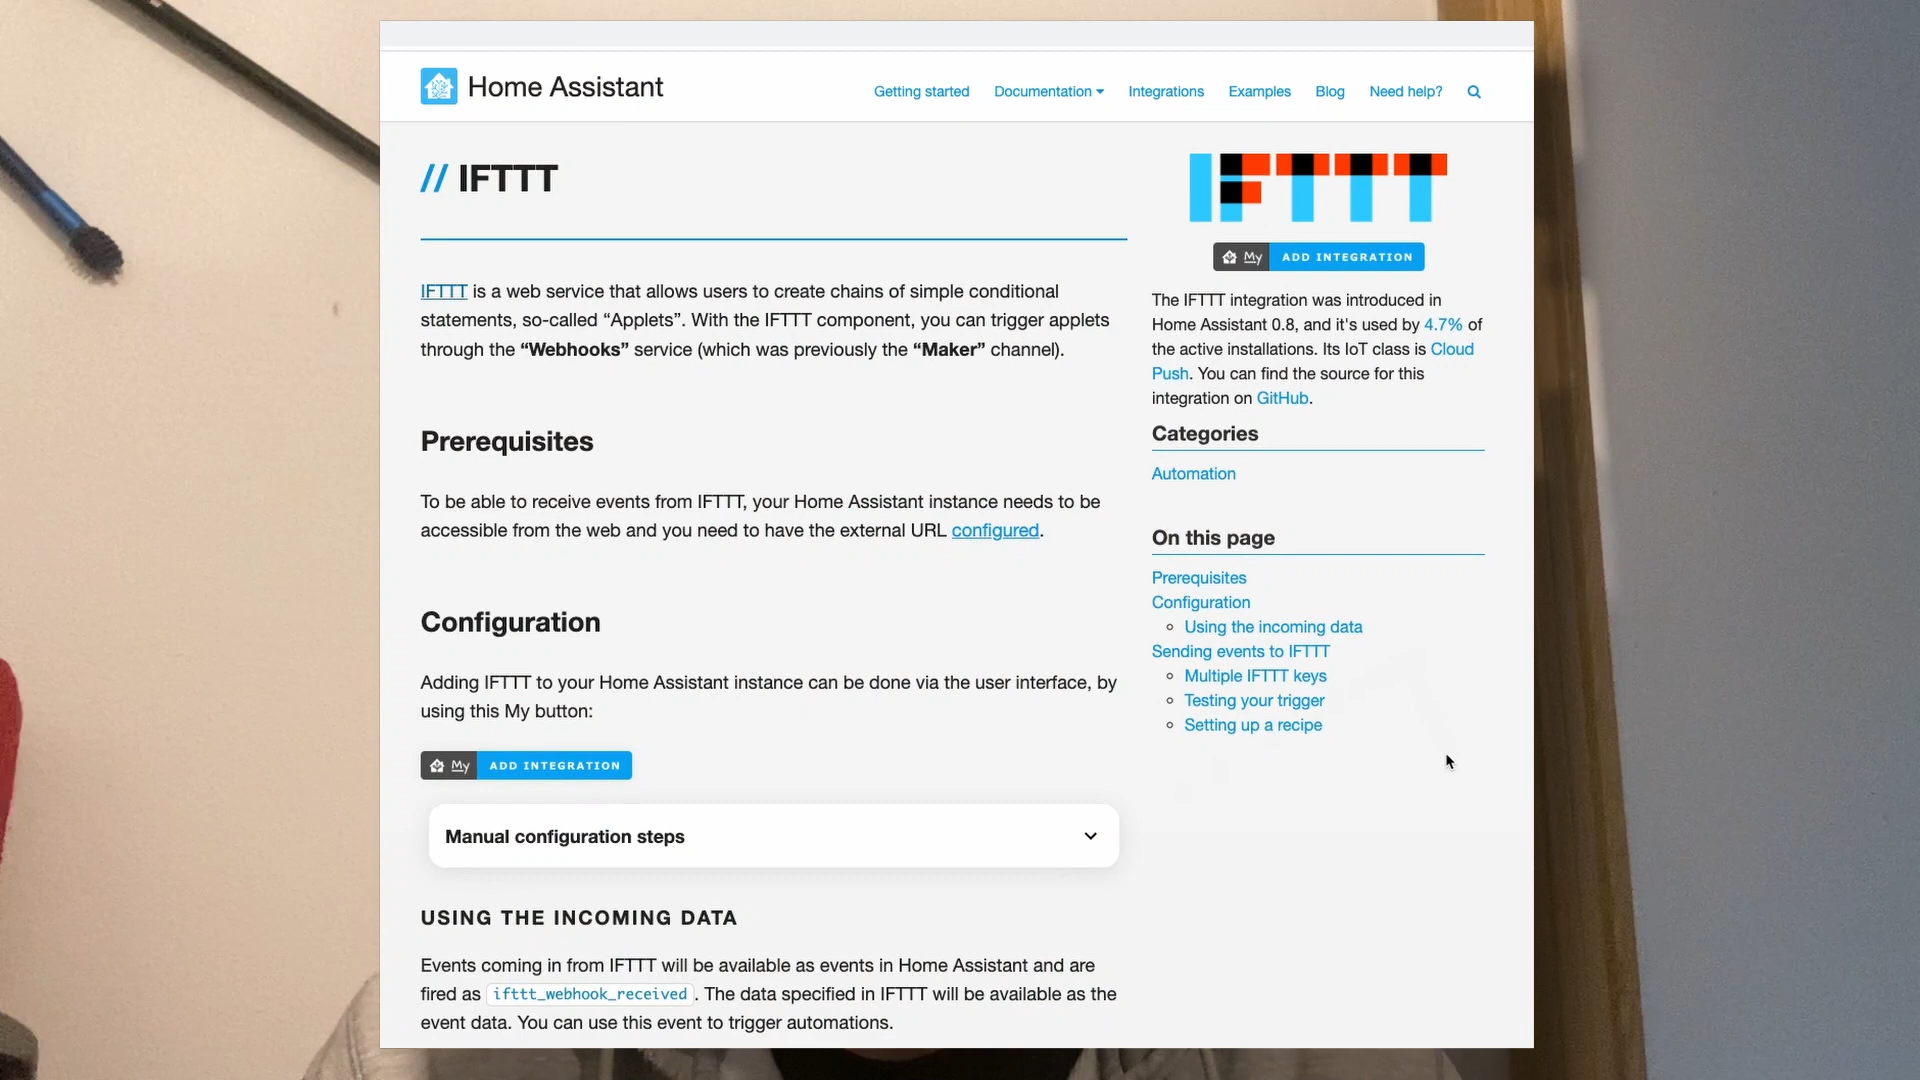 Home Assistant
Getting started Documentation Integrations Examples Blog Need help?
// IFTTT
IFTTT is a web service that allows users to create chains of simple conditional
statements, so-called “Applets”. With the IFTTT component, you can trigger applets
through the “Webhooks” service (which was previously the “Maker” channel).
Prerequisites
To be able to receive events from IFTTT, your Home Assistant instance needs to be
accessible from the web and you need to have the external URL configured.
Configuration
Adding IFTTT to your Home Assistant instance can be done via the user interface, by
using this My button:
My ADD INTEGRATION
Manual configuration steps
USING THE INCOMING DATA
Events coming in from IFTTT will be available as events in Home Assistant and are
fired as ifttt_webhook_received. The data specified in IFTTT will be available as the
event data. You can use this event to trigger automations.
IFTTT
My ADD INTEGRATION
The IFTTT integration was introduced in
Home Assistant 0.8, and it's used by 4.7% of
the active installations. Its IoT class is Cloud
Push. You can find the source for this
integration on GitHub.
Categories
Automation
On this page
Prerequisites
Configuration
Using the incoming data
Sending events to IFTTT
Multiple IFTTT keys
Testing your trigger
Setting up a recipe